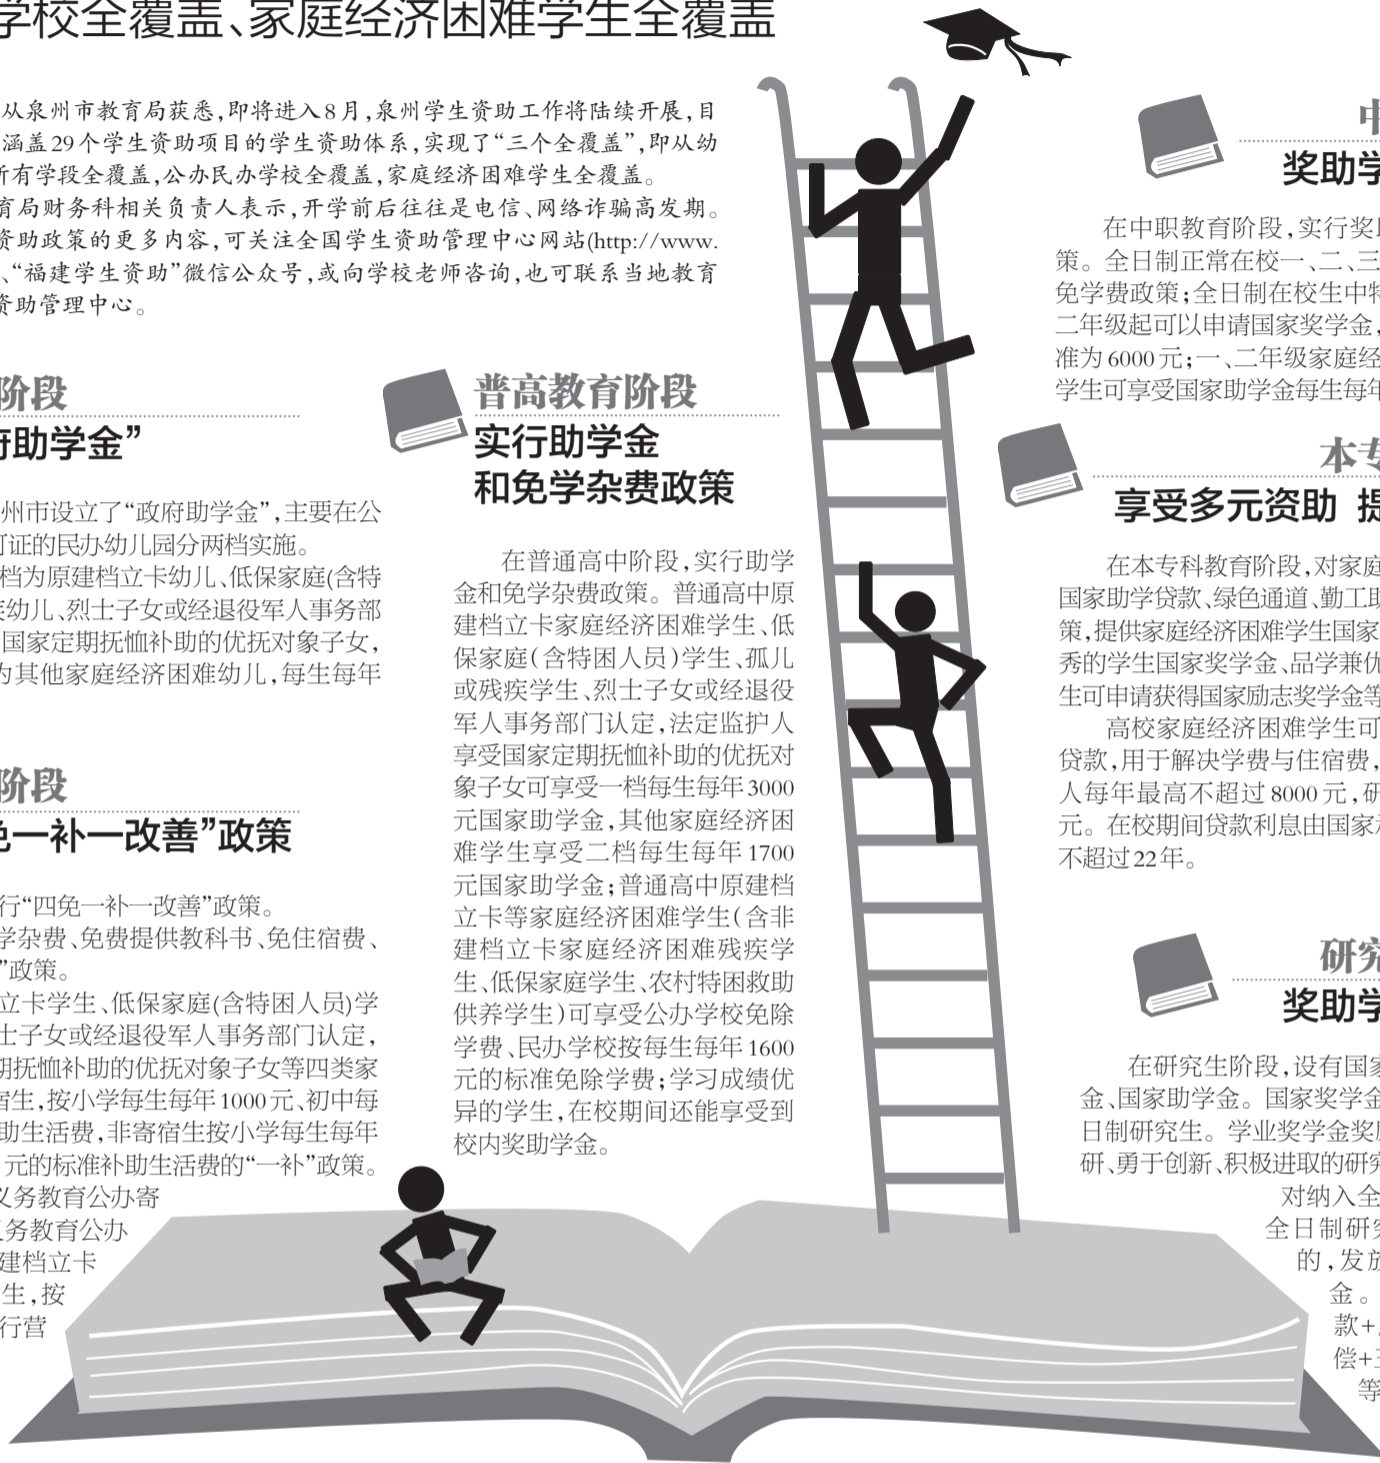 学校全覆盖、家庭经济困难学生全覆盖
从泉州市教育局获悉，即将进入8月，泉州学生资助工作将陆续开展，目
涵盖29个学生资助项目的学生资助体系，实现了“三个全覆盖”，即从幼
所有学段全覆盖，公办民办学校全覆盖，家庭经济困难学生全覆盖。
育局财务科相关负责人表示，开学前后往往是电信、网络诈骗高发期。
资助政策的更多内容，可关注全国学生资助管理中心网站(http://www.
、“福建学生资助”微信公众号，或向学校老师咨询，也可联系当地教育
资助管理中心。
阶段
府助学金”
州市设立了“政府助学金”，主要在公
可证的民办幼儿园分两档实施。
档为原建档立卡幼儿、低保家庭(含特
幼儿、烈士子女或经退役军人事务部
国家定期抚恤补助的优抚对象子女，
为其他家庭经济困难幼儿，每生每年
阶段
免一补一改善”政策
行“四免一补一改善”政策。
学杂费、免费提供教科书、免住宿费、
”政策。
立卡学生、低保家庭(含特困人员)学
士子女或经退役军人事务部门认定，
期抚恤补助的优抚对象子女等四类家
宿生，按小学每生每年1000元、初中每
助生活费，非寄宿生按小学每生每年
元的标准补助生活费的“一补”政策。
义务教育公办寄
义务教育公办
建档立卡
生，按
行营
普高教育阶段
实行助学金
和免学杂费政策
在普通高中阶段，实行助学
金和免学杂费政策。普通高中原
建档立卡家庭经济困难学生、低
保家庭(含特困人员)学生、孤儿
或残疾学生、烈士子女或经退役
军人事务部门认定，法定监护人
享受国家定期抚恤补助的优抚对
象子女可享受一档每生每年3000
元国家助学金，其他家庭经济困
难学生享受二档每生每年1700
元国家助学金；普通高中原建档
立卡等家庭经济困难学生(含非
建档立卡家庭经济困难残疾学
生、低保家庭学生、农村特困救助
供养学生)可享受公办学校免除
学费、民办学校按每生每年1600
元的标准免除学费；学习成绩优
异的学生，在校期间还能享受到
校内奖助学金。
中
奖助学
在中职教育阶段，实行奖助
策。全日制正常在校一、二、三
免学费政策；全日制在校生中特
二年级起可以申请国家奖学金，
准为6000元；一、二年级家庭经
学生可享受国家助学金每生每年
本专
享受多元资助 提
在本专科教育阶段，对家庭
国家助学贷款、绿色通道、勤工助
策，提供家庭经济困难学生国家
秀的学生国家奖学金、品学兼优
生可申请获得国家励志奖学金等
高校家庭经济困难学生可
贷款，用于解决学费与住宿费，
人每年最高不超过8000元，研
元。在校期间贷款利息由国家
不超过22年。
研究
奖助学
在研究生阶段，设有国家
金、国家助学金。国家奖学金
日制研究生。学业奖学金奖励
研、勇于创新、积极进取的研究
对纳入全
全日制研究
的，发放
金。
款+
偿+
等